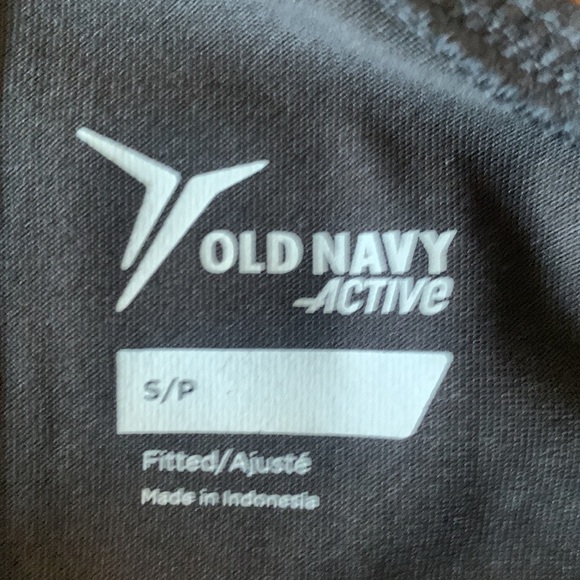 OLD NAVY
ACTIVE
S/P
Fitted/Ajusté
Made in Indonesia